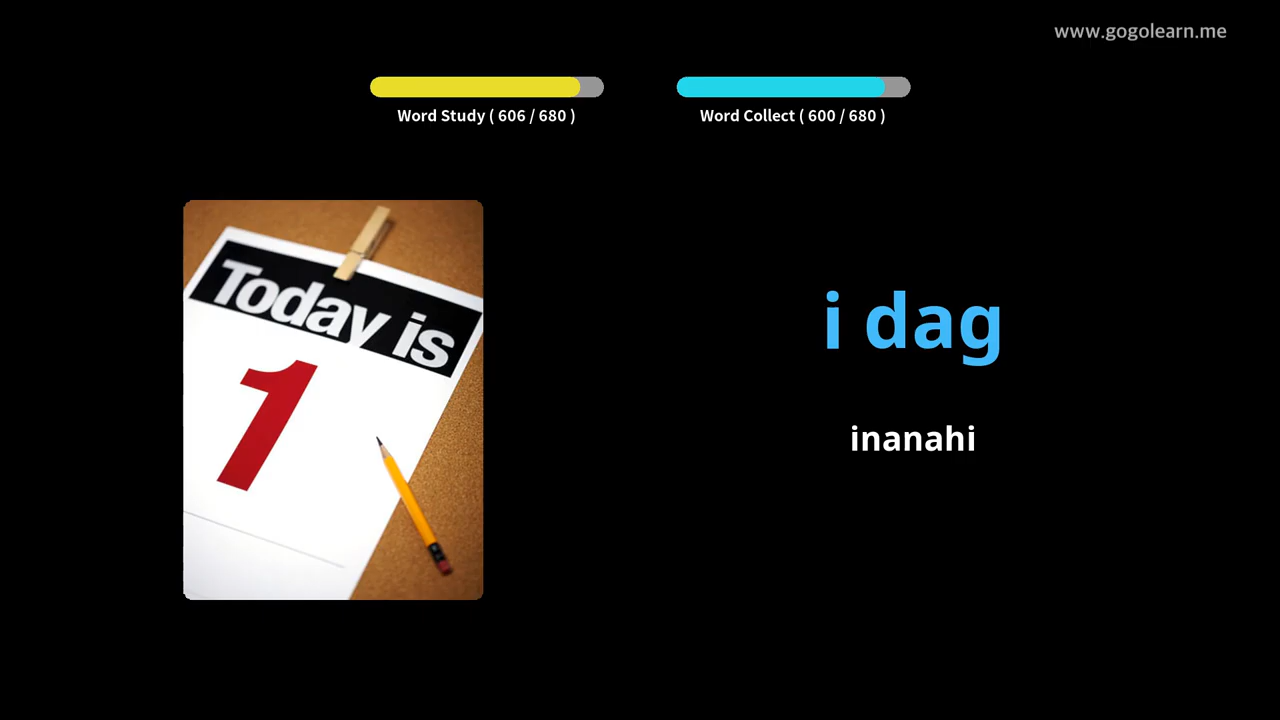 www.gogolearn.me
Word Study ( 606 / 680 )
Word Collect ( 600 / 680 )
Today is
1
i dag
inanahi